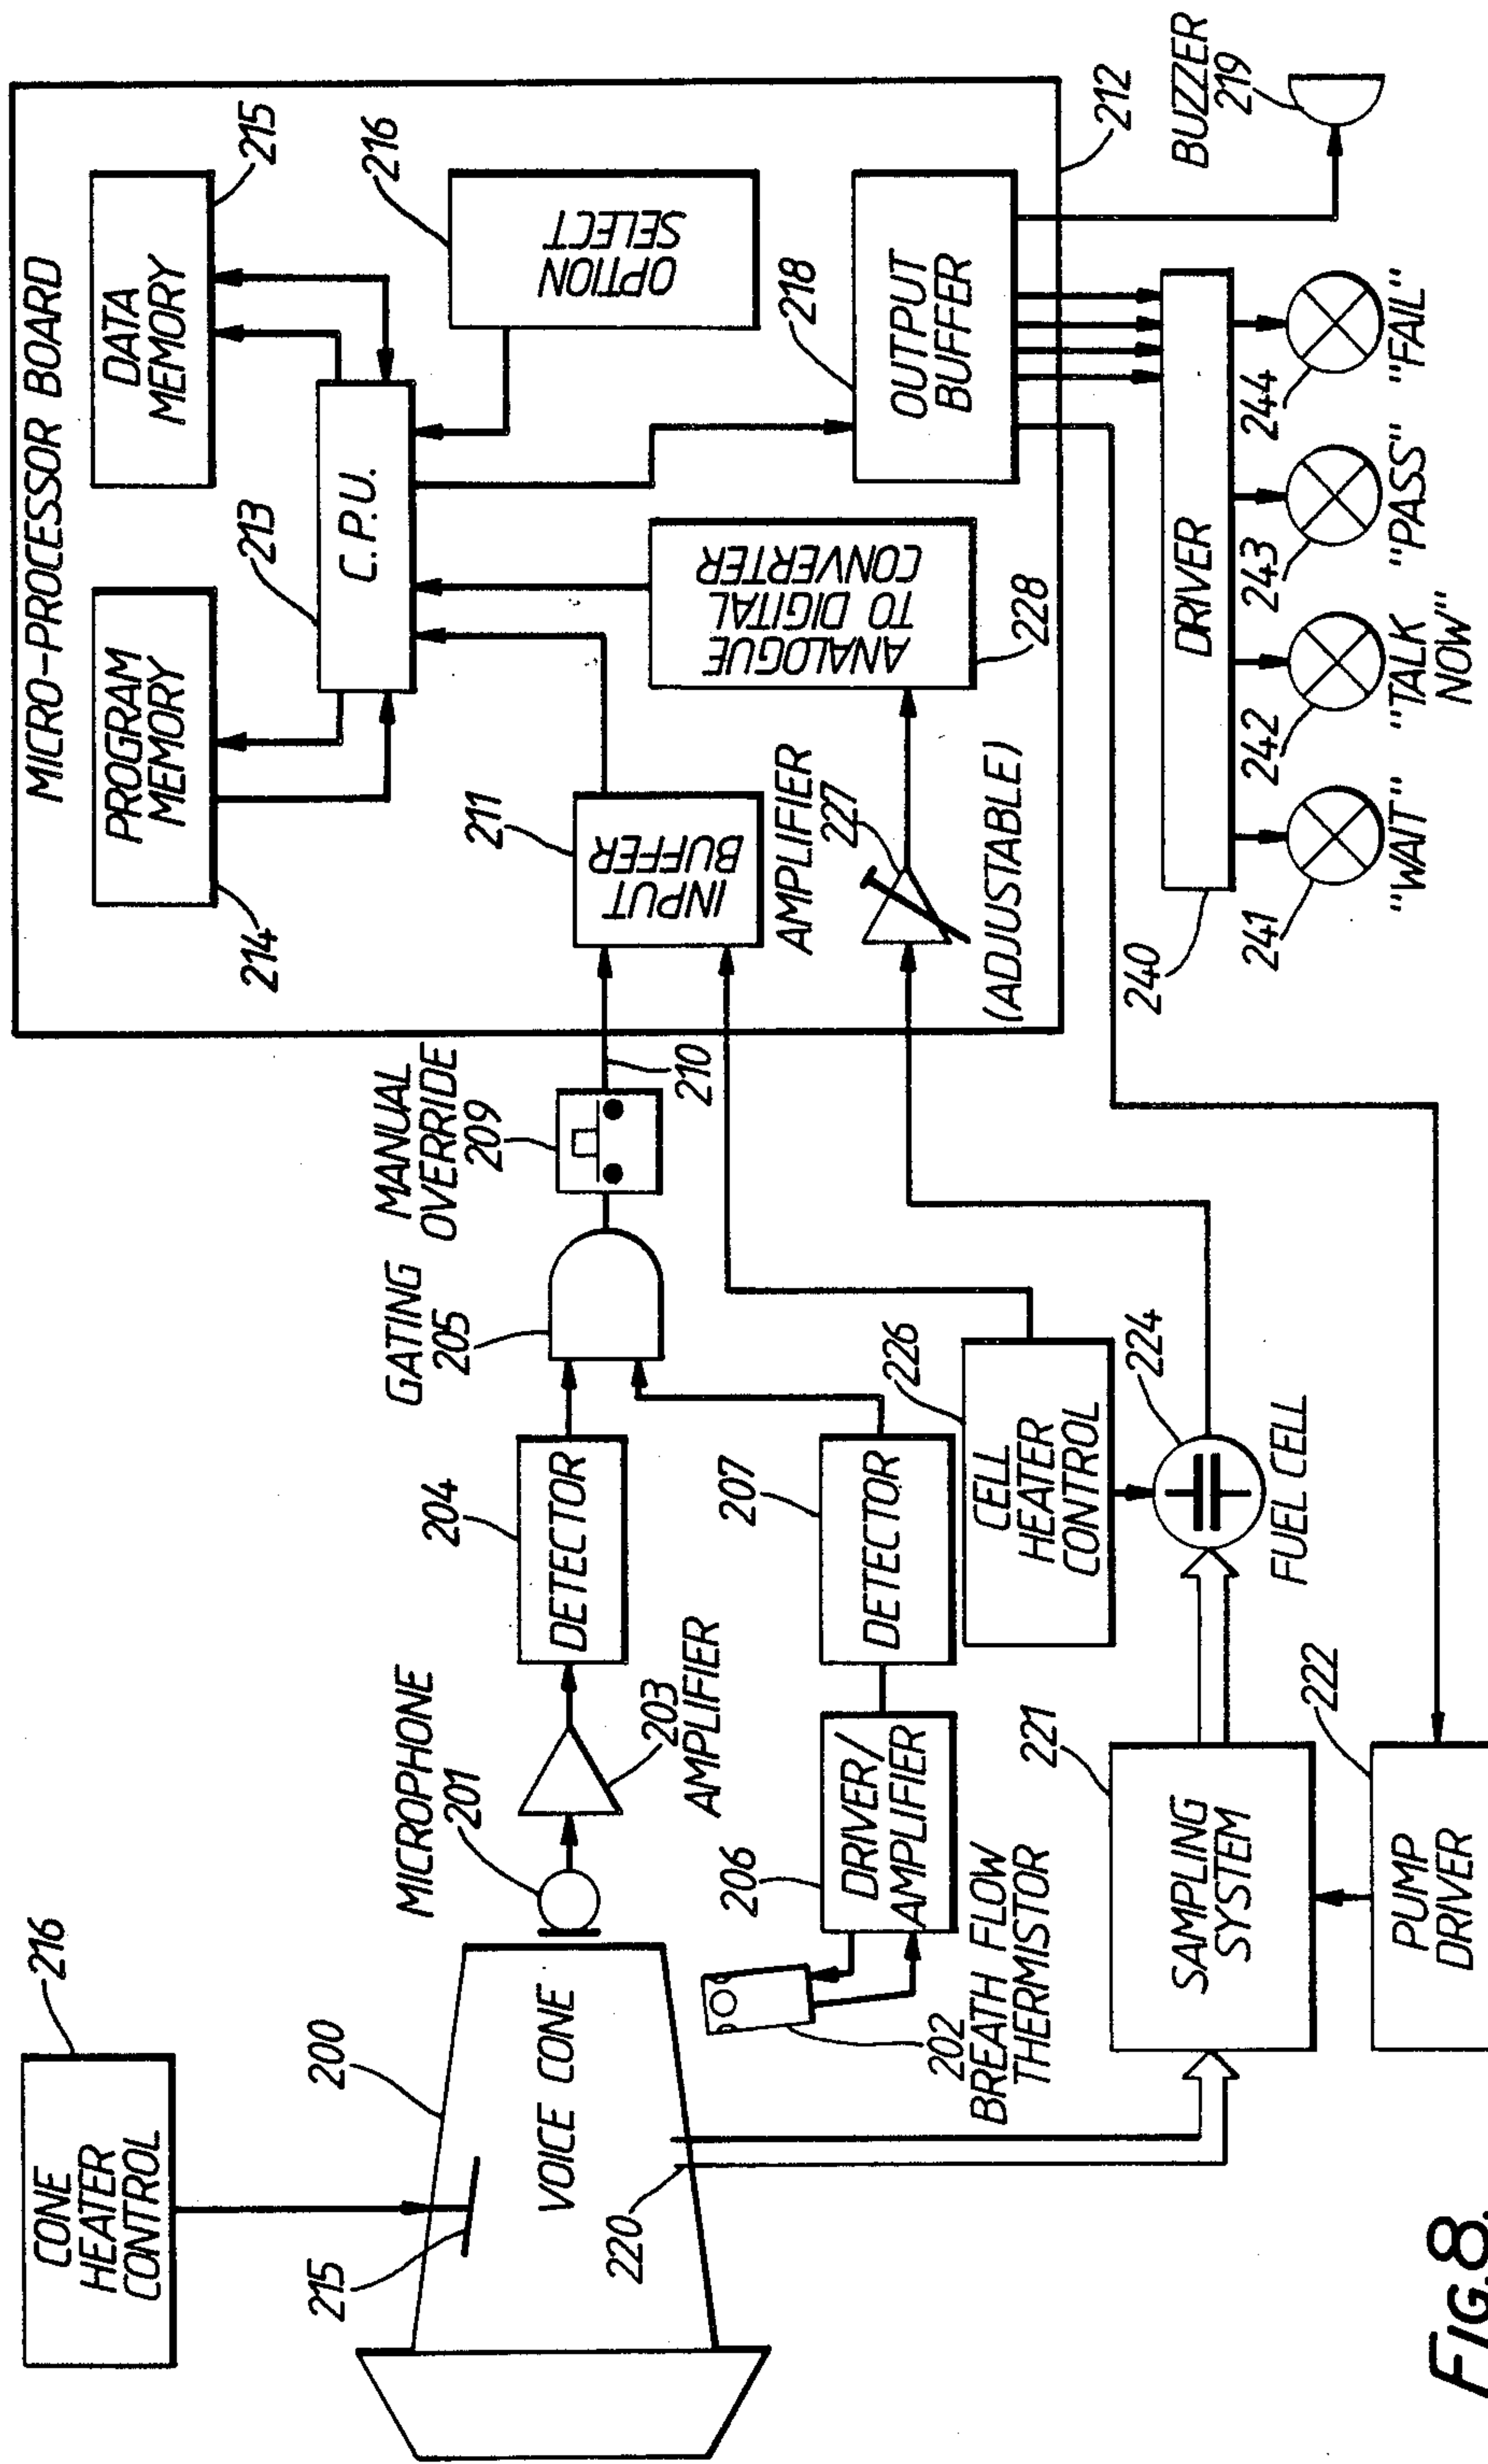 CONE
HEATER
CONTROL
216
200
215
VOICE CONE
220
MICROPHONE
201
203
AMPLIFIER
204
DETECTOR
GATING
205
MANUAL
OVERRIDE
209
210
202
BREATH FLOW
THERMISTOR
206
DRIVER/
AMPLIFIER
207
DETECTOR
226
CELL
HEATER
CONTROL
224
FUEL CELL
221
SAMPLING
SYSTEM
222
PUMP
DRIVER
MICRO-PROCESSOR BOARD
PROGRAM
MEMORY
214
DATA
MEMORY
215
213
C.P.U.
216
OPTION
SELECT
211
INPUT
BUFFER
AMPLIFIER
227
(ADJUSTABLE)
ANALOGUE
TO DIGITAL
CONVERTER
228
218
OUTPUT
BUFFER
212
BUZZER
219
240
DRIVER
241
242
243
244
"WAIT"
"TALK
NOW"
"PASS"
"FAIL"
FIG.8.